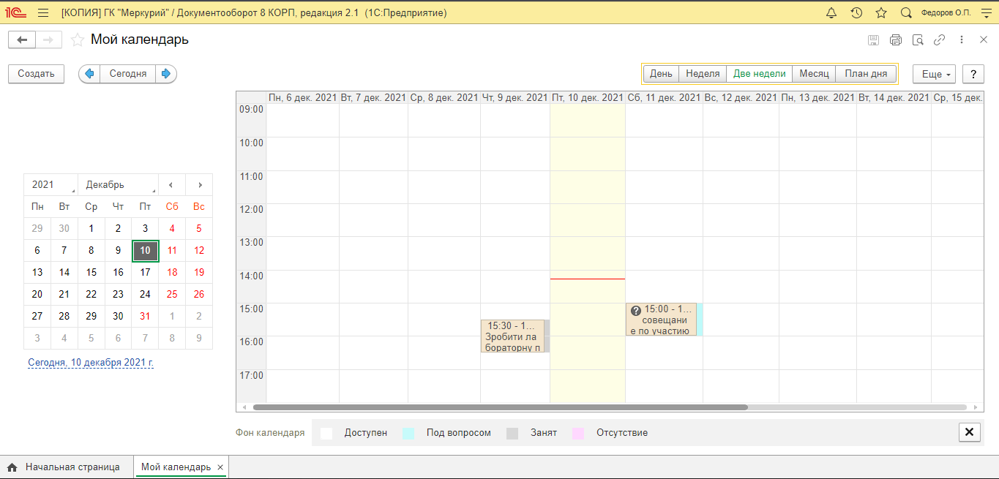 1С [КОПИЯ] ГК "Меркурий" / Документооборот 8 КОРП, редакция 2.1 (1С:Предприятие) Федоров О.П.
Мой календарь
Создать Сегодня День Неделя Две недели Месяц План дня Еще ?
Пн, 6 дек. 2021 Вт, 7 дек. 2021 Ср, 8 дек. 2021 Чт, 9 дек. 2021 Пт, 10 дек. 2021 Сб, 11 дек. 2021 Вс, 12 дек. 2021 Пн, 13 дек. 2021 Вт, 14 дек. 2021 Ср, 15 дек.
09:00
10:00
11:00
12:00
13:00
14:00
15:00
16:00
17:00
15:30 - 1...
Зробити ла
бораторну п
? 15:00 - 1...
совещани
е по участию
2021 Декабрь
Пн Вт Ср Чт Пт Сб Вс
29 30 1 2 3 4 5
6 7 8 9 10 11 12
13 14 15 16 17 18 19
20 21 22 23 24 25 26
27 28 29 30 31 1 2
3 4 5 6 7 8 9
Сегодня, 10 декабря 2021 г.
Фон календаря Доступен Под вопросом Занят Отсутствие
Начальная страница Мой календарь